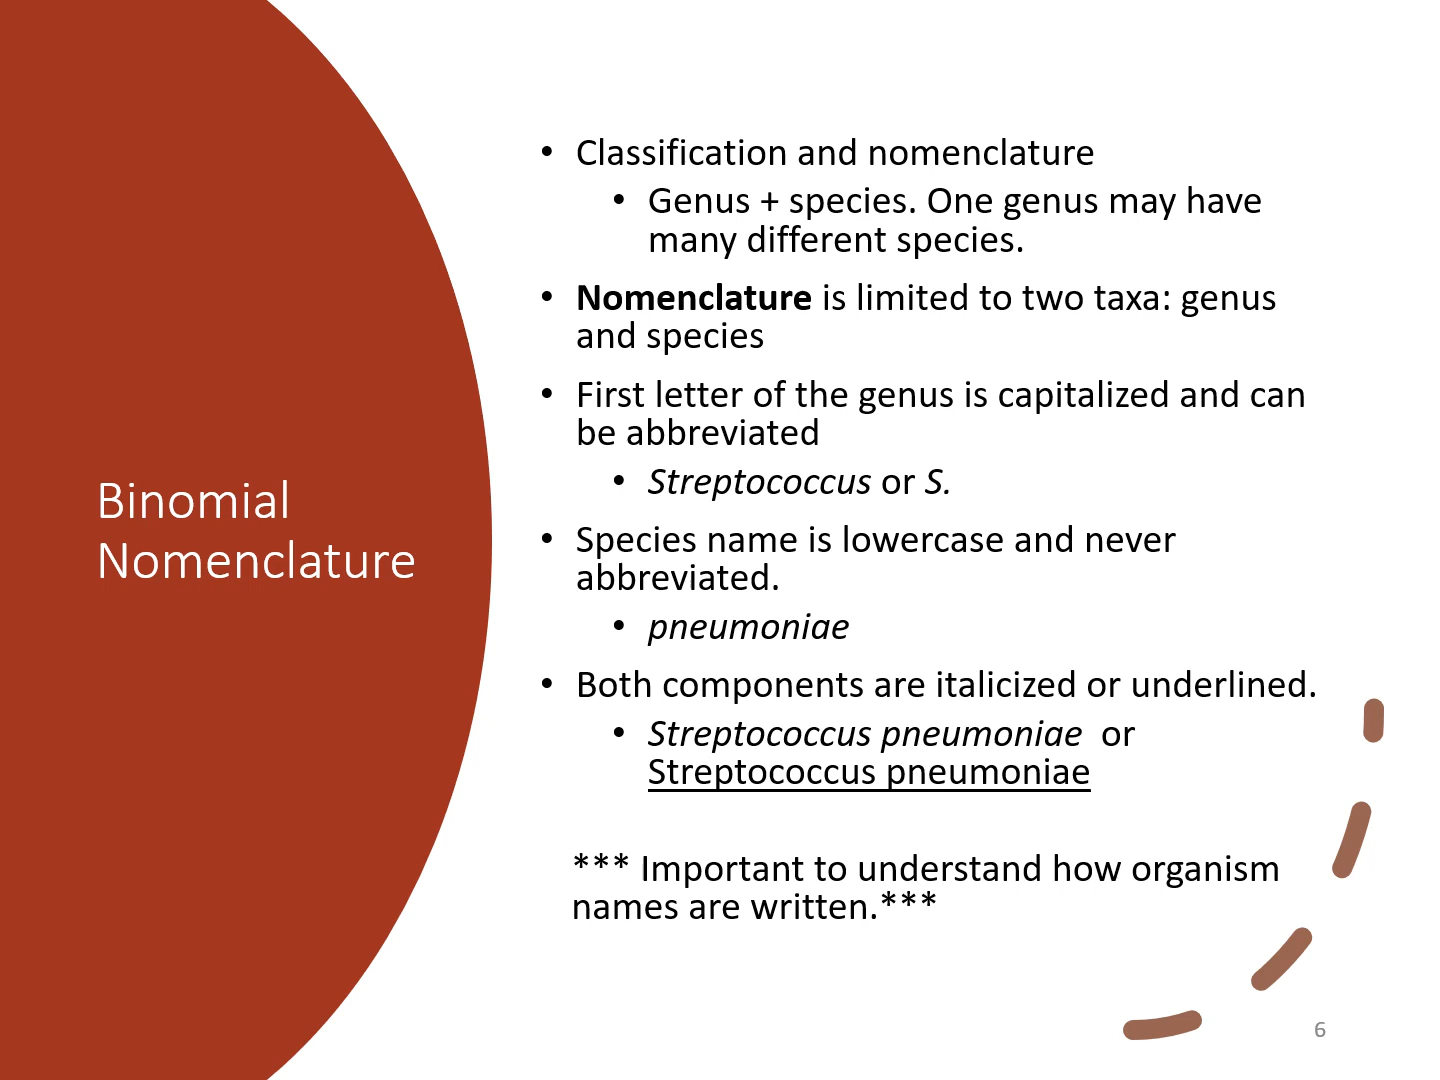 Binomial
Nomenclature
• Classification and nomenclature
• Genus + species. One genus may have
many different species.
• Nomenclature is limited to two taxa: genus
and species
• First letter of the genus is capitalized and can
be abbreviated
• Streptococcus or S.
• Species name is lowercase and never
abbreviated.
• pneumoniae
• Both components are italicized or underlined.
• Streptococcus pneumoniae or
Streptococcus pneumoniae
*** Important to understand how organism
names are written.***
6